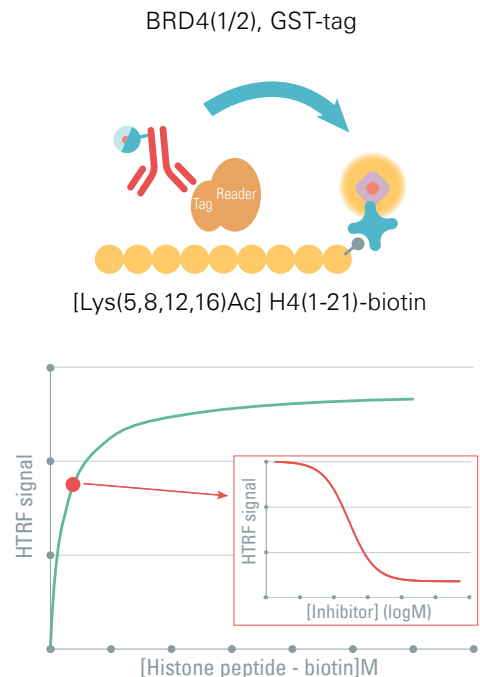 BRD4(1/2), GST-tag
Tag Reader
[Lys(5,8,12,16)Ac] H4(1-21)-biotin
HTRF signal
HTRF signal
[Inhibitor] (logM)
[Histone peptide - biotin]M